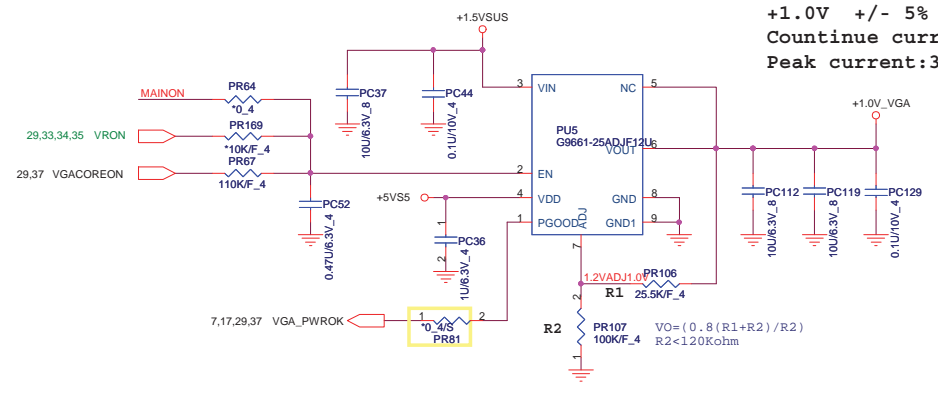 +1.0V +/- 5%
Countinue curr
Peak current:3
+1.5VSUS
MAINON
PR64
*0_4
29,33,34,35 VRON
PR169
*10K/F_4
29,37 VGACOREON
PR67
110K/F_4
PC37
10U/6.3V_8
PC44
0.1U/10V_4
PC52
0.47U/6.3V_4
+5VS5
1
PC36
2
1U/6.3V_4
3 VIN
NC 5
PU5
G9661-25ADJF12U
VOUT 6
2 EN
4 VDD
GND 8
1 PGOOD
ADJ
GND1 9
7
+1.0V_VGA
PC112
10U/6.3V_8
PC119
10U/6.3V_8
PC129
0.1U/10V_4
1.2VADJ1.0V
PR106
R1 25.5K/F_4
7,17,29,37 VGA_PWROK
1 2
*0_4/S
PR81
2
R2
PR107
100K/F_4
1
VO=(0.8(R1+R2)/R2)
R2<120Kohm